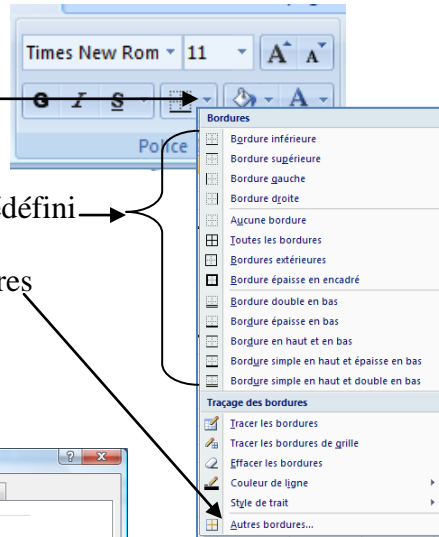 Times New Rom 11 A A
G I S A
Police
Bordures
Bordure inférieure
Bordure supérieure
Bordure gauche
Bordure droite
défini
Aucune bordure
Toutes les bordures
Bordures extérieures
res
Bordure épaisse en encadré
Bordure double en bas
Bordure épaisse en bas
Bordure en haut et en bas
Bordure simple en haut et épaisse en bas
Bordure simple en haut et double en bas
Traçage des bordures
Tracer les bordures
Tracer les bordures de grille
Effacer les bordures
Couleur de ligne
Style de trait
Autres bordures...
? X